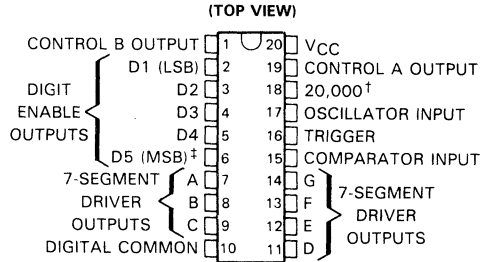 (TOP VIEW)
CONTROL B OUTPUT 1 20 VCC
D1 (LSB) 2 19 CONTROL A OUTPUT
DIGIT D2 3 18 20,000†
ENABLE D3 4 17 OSCILLATOR INPUT
OUTPUTS D4 5 16 TRIGGER
D5 (MSB)‡ 6 15 COMPARATOR INPUT
7-SEGMENT A 7 14 G 7-SEGMENT
DRIVER B 8 13 F DRIVER
OUTPUTS C 9 12 E OUTPUTS
DIGITAL COMMON 10 11 D